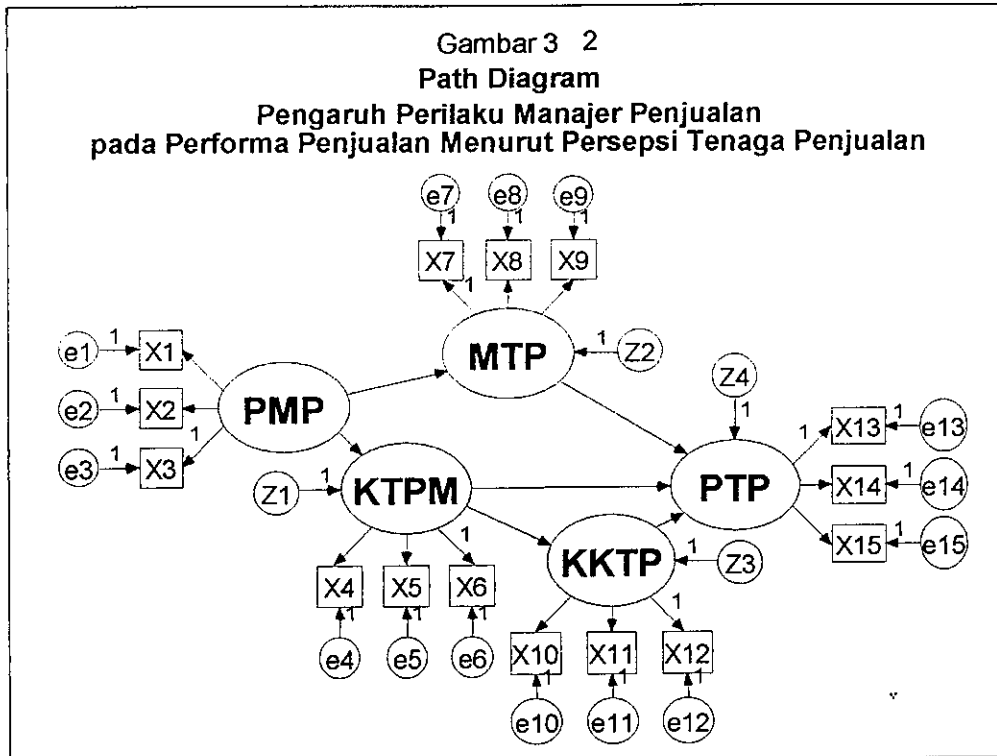 Gambar 3 2
Path Diagram
Pengaruh Perilaku Manajer Penjualan
pada Performa Penjualan Menurut Persepsi Tenaga Penjualan
e7 e8 e9
1 1 1
X7 X8 X9
1
e1 1 X1
MTP 1 Z2
Z4
1
e2 1 X2
PMP
1
e3 1 X3
1 X13 1 e13
Z1 1 KTPM
PTP
X14 1 e14
1
X4 X5 X6
KKTP 1 Z3
X15 1 e15
1 1 1
e4 e5 e6
1
X10 X11 X12
1 1 1
e10 e11 e12